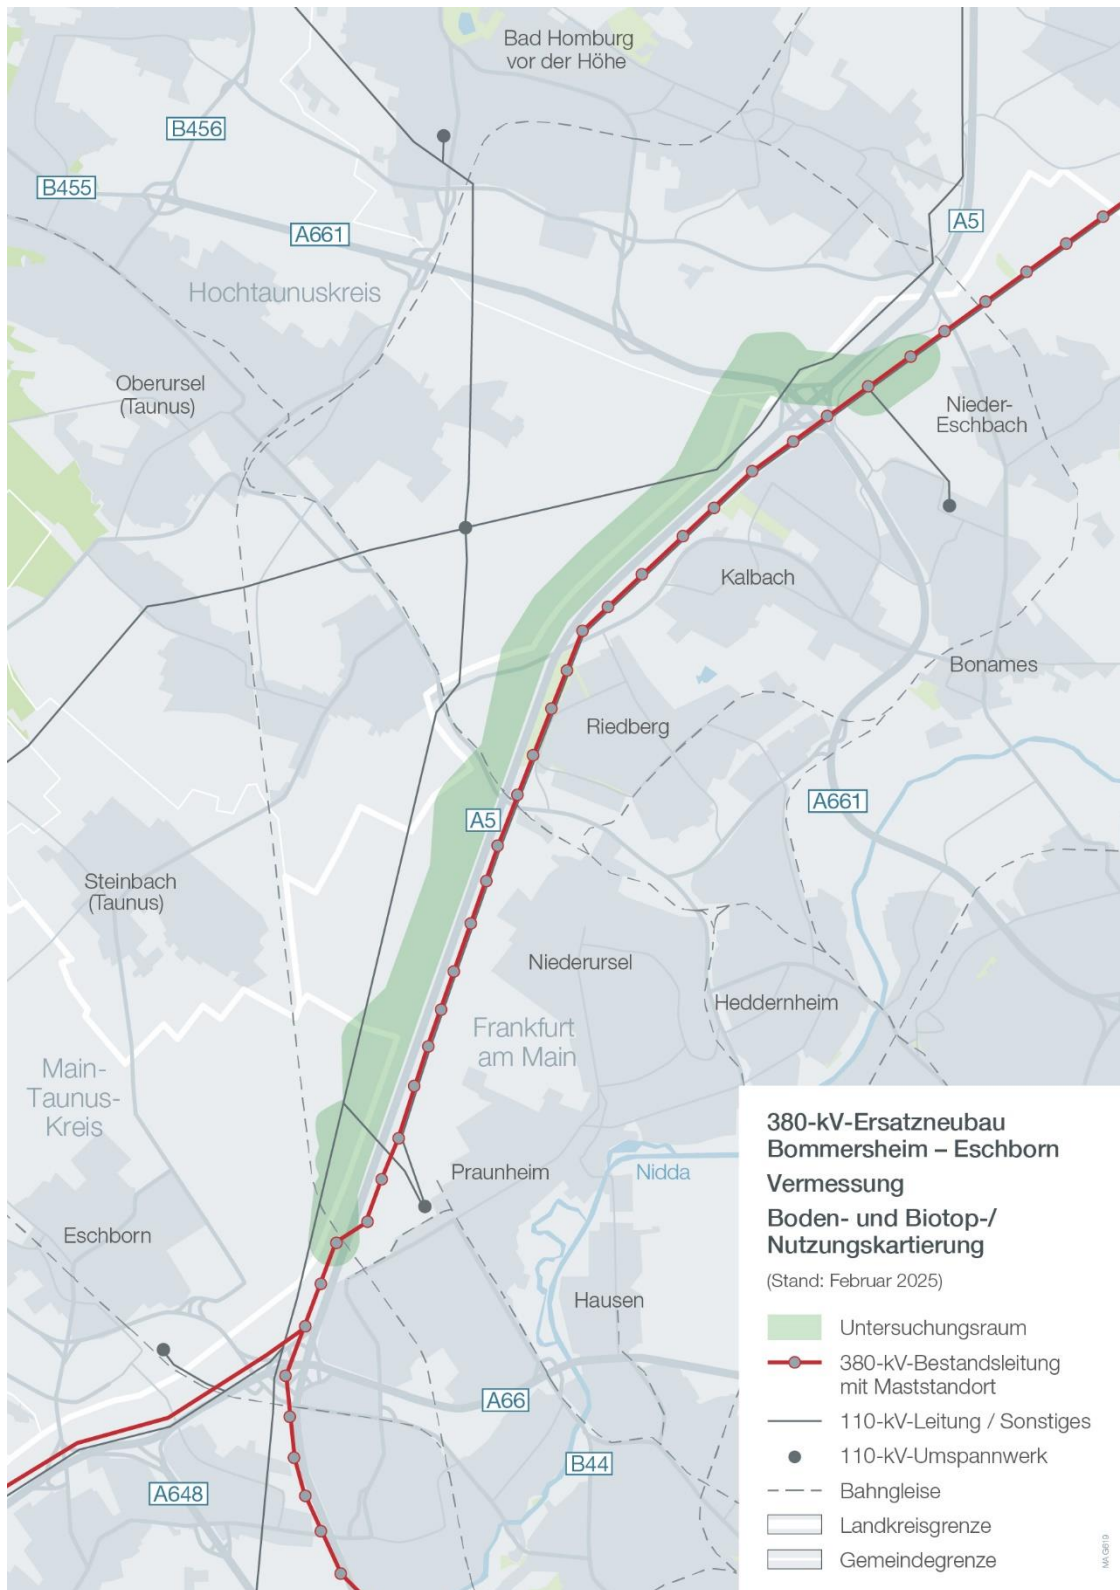 Bad Homburg
vor der Höhe
B456
B455
A661
A5
Hochtaunuskreis
Oberursel
(Taunus)
Nieder-
Eschbach
Kalbach
Bonames
Riedberg
A661
A5
Steinbach
(Taunus)
Niederursel
Heddernheim
Frankfurt
am Main
Main-
Taunus-
Kreis
Praunheim
Nidda
Eschborn
Hausen
A66
B44
A648
380-kV-Ersatzneubau
Bommersheim – Eschborn
Vermessung
Boden- und Biotop-/
Nutzungskartierung
(Stand: Februar 2025)
Untersuchungsraum
380-kV-Bestandsleitung
mit Maststandort
110-kV-Leitung / Sonstiges
110-kV-Umspannwerk
Bahngleise
Landkreisgrenze
Gemeindegrenze